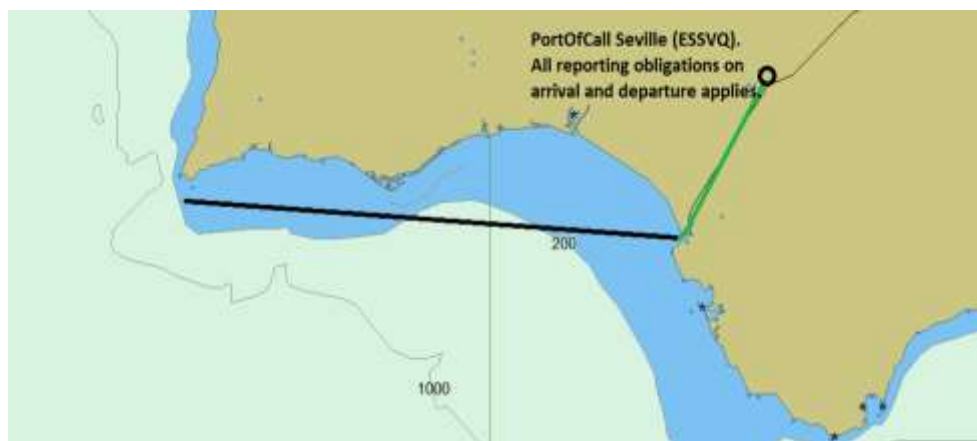 PortOfCall Seville (ESSVQ).
All reporting obligations on
arrival and departure applies.
200
1000